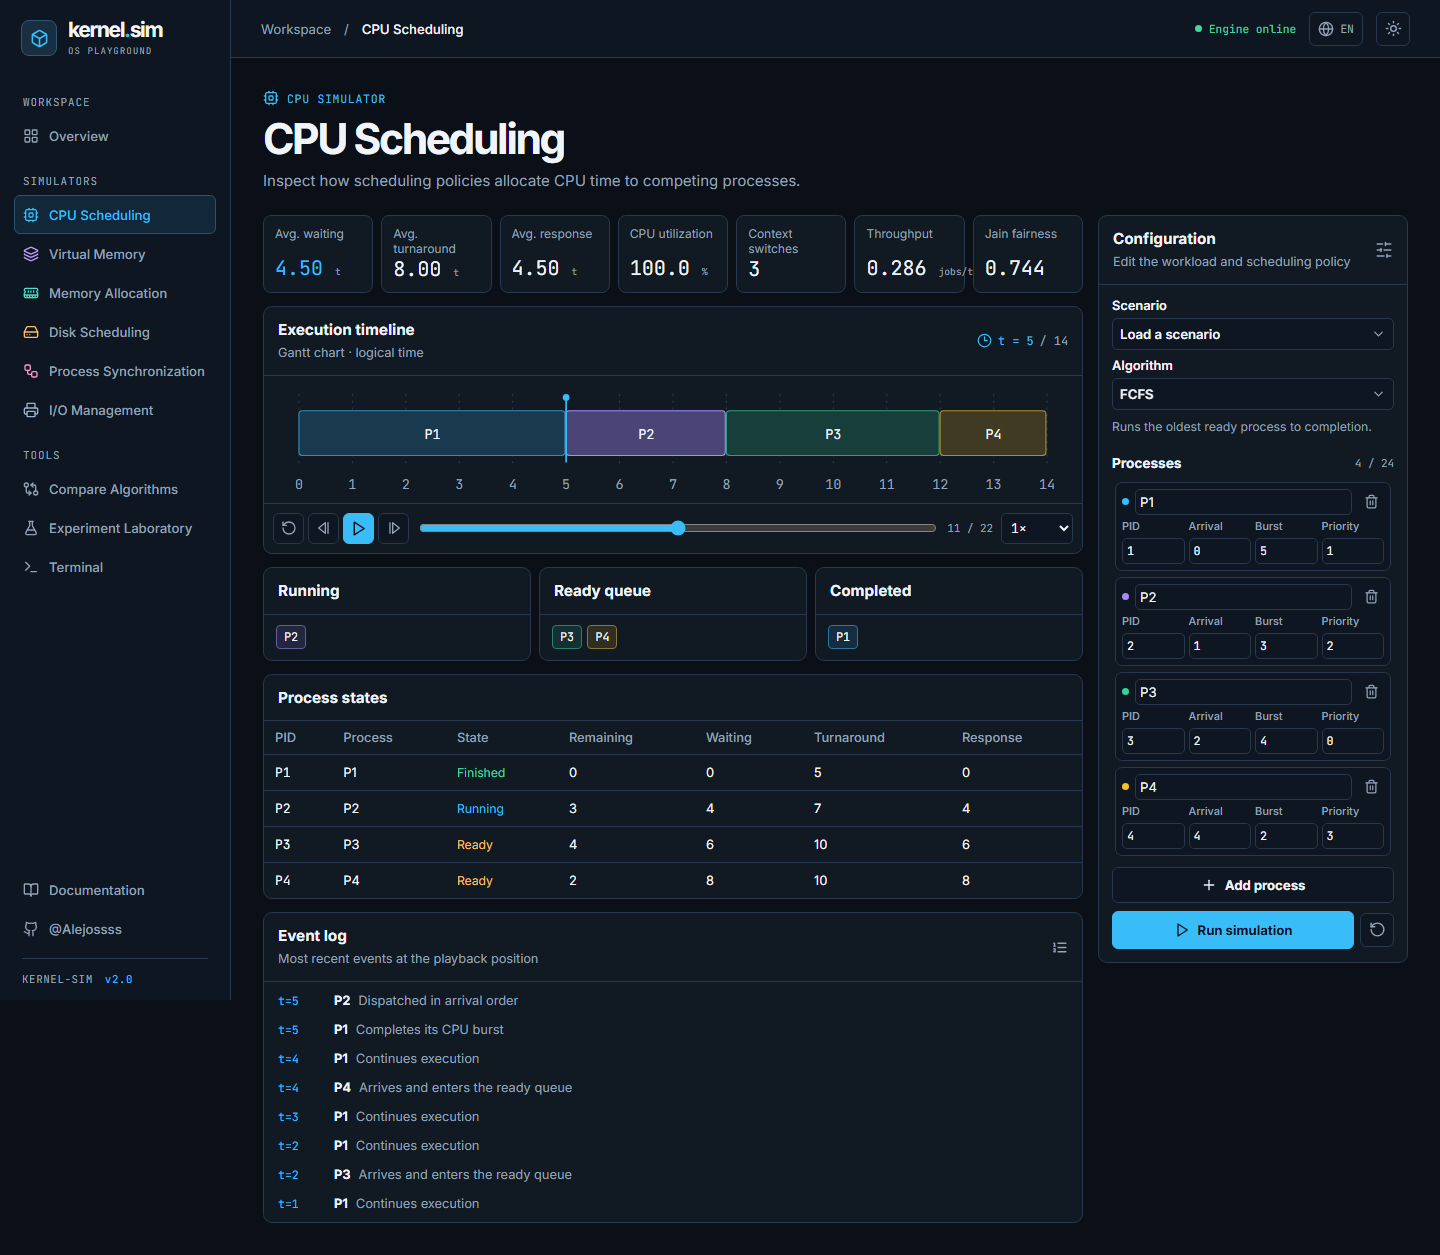 kernel.sim
OS PLAYGROUND
WORKSPACE
Overview
SIMULATORS
CPU Scheduling
Virtual Memory
Memory Allocation
Disk Scheduling
Process Synchronization
I/O Management
TOOLS
Compare Algorithms
Experiment Laboratory
Terminal
Documentation
@Alejossss
KERNEL-SIM v2.0
Workspace / CPU Scheduling
Engine online
EN
CPU SIMULATOR
CPU Scheduling
Inspect how scheduling policies allocate CPU time to competing processes.
Avg. waiting
4.50 t
Avg. turnaround
8.00 t
Avg. response
4.50 t
CPU utilization
100.0 %
Context switches
3
Throughput
0.286 jobs/t
Jain fairness
0.744
Execution timeline
Gantt chart · logical time
t = 5 / 14
P1 P2 P3 P4
0 1 2 3 4 5 6 7 8 9 10 11 12 13 14
11 / 22
1×
Running
P2
Ready queue
P3 P4
Completed
P1
Process states
PID Process State Remaining Waiting Turnaround Response
P1 P1 Finished 0 0 5 0
P2 P2 Running 3 4 7 4
P3 P3 Ready 4 6 10 6
P4 P4 Ready 2 8 10 8
Event log
Most recent events at the playback position
t=5 P2 Dispatched in arrival order
t=5 P1 Completes its CPU burst
t=4 P1 Continues execution
t=4 P4 Arrives and enters the ready queue
t=3 P1 Continues execution
t=2 P1 Continues execution
t=2 P3 Arrives and enters the ready queue
t=1 P1 Continues execution
Configuration
Edit the workload and scheduling policy
Scenario
Load a scenario
Algorithm
FCFS
Runs the oldest ready process to completion.
Processes 4 / 24
P1
PID Arrival Burst Priority
1 0 5 1
P2
PID Arrival Burst Priority
2 1 3 2
P3
PID Arrival Burst Priority
3 2 4 0
P4
PID Arrival Burst Priority
4 4 2 3
Add process
Run simulation